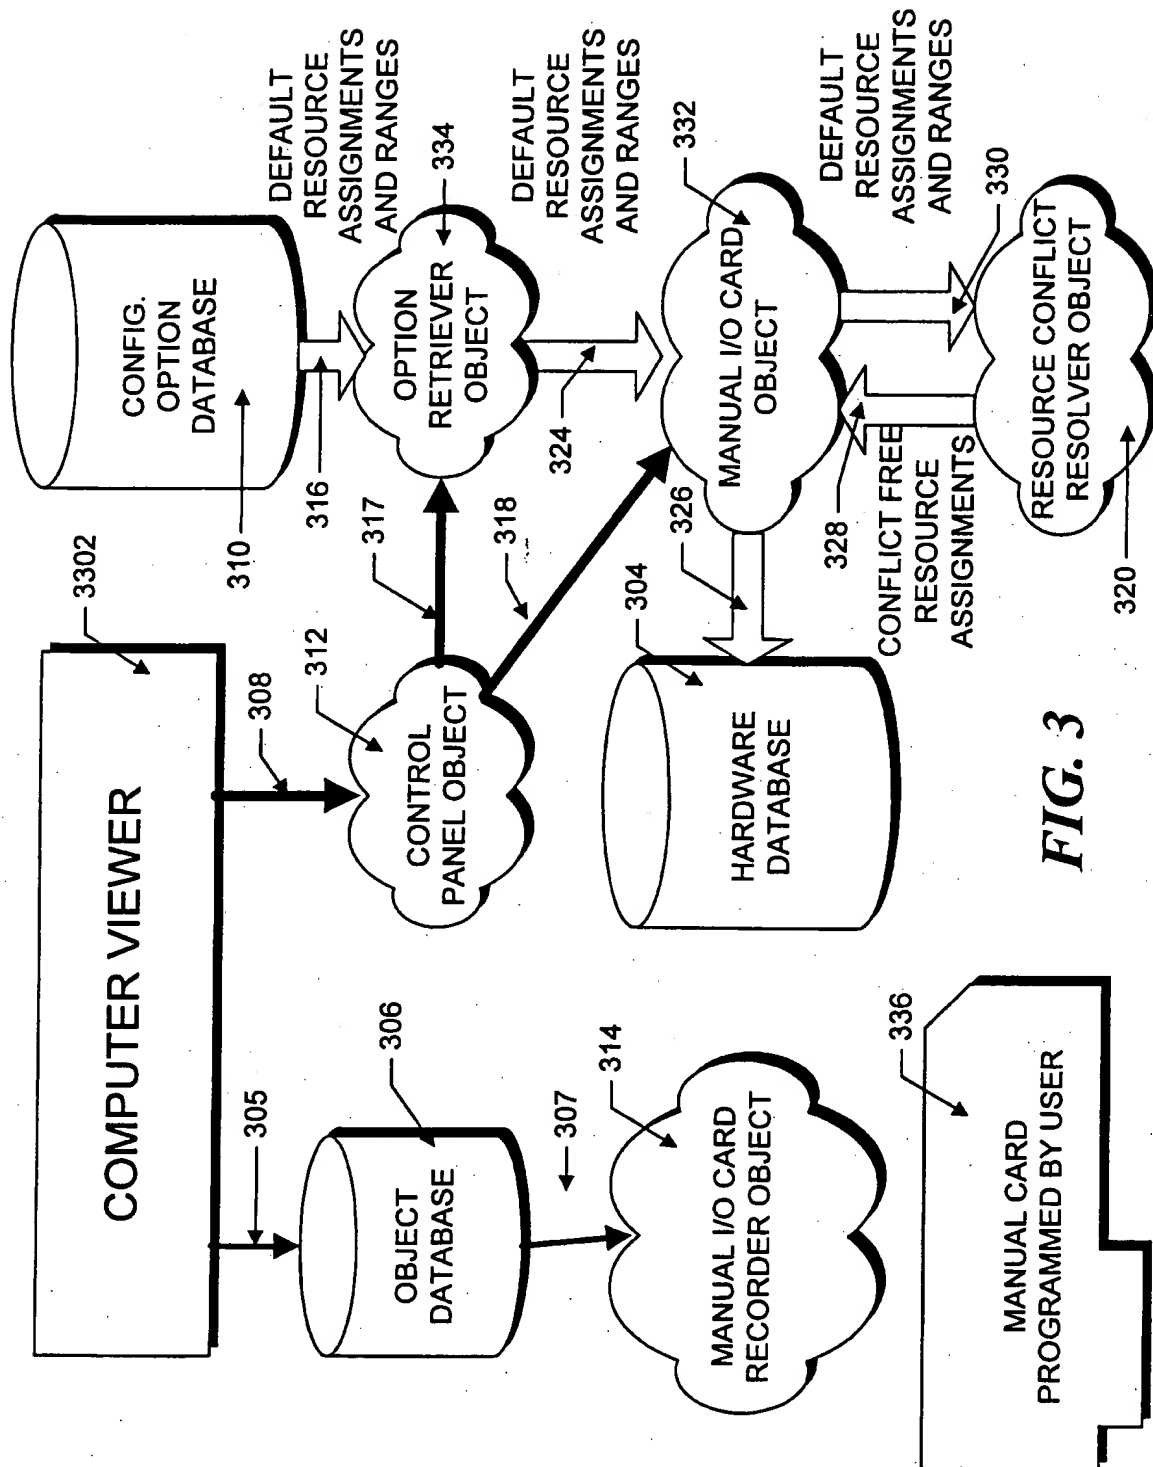 COMPUTER VIEWER
3302
305
308
OBJECT
DATABASE
306
307
MANUAL I/O CARD
RECORDER OBJECT
314
MANUAL CARD
PROGRAMMED BY USER
336
CONTROL
PANEL OBJECT
312
317
318
HARDWARE
DATABASE
304
326
CONFIG.
OPTION
DATABASE
310
316
DEFAULT
RESOURCE
ASSIGNMENTS
AND RANGES
OPTION
RETRIEVER
OBJECT
334
324
DEFAULT
RESOURCE
ASSIGNMENTS
AND RANGES
MANUAL I/O CARD
OBJECT
332
328
CONFLICT FREE
RESOURCE
ASSIGNMENTS
DEFAULT
RESOURCE
ASSIGNMENTS
AND RANGES
330
RESOURCE CONFLICT
RESOLVER OBJECT
320
FIG. 3